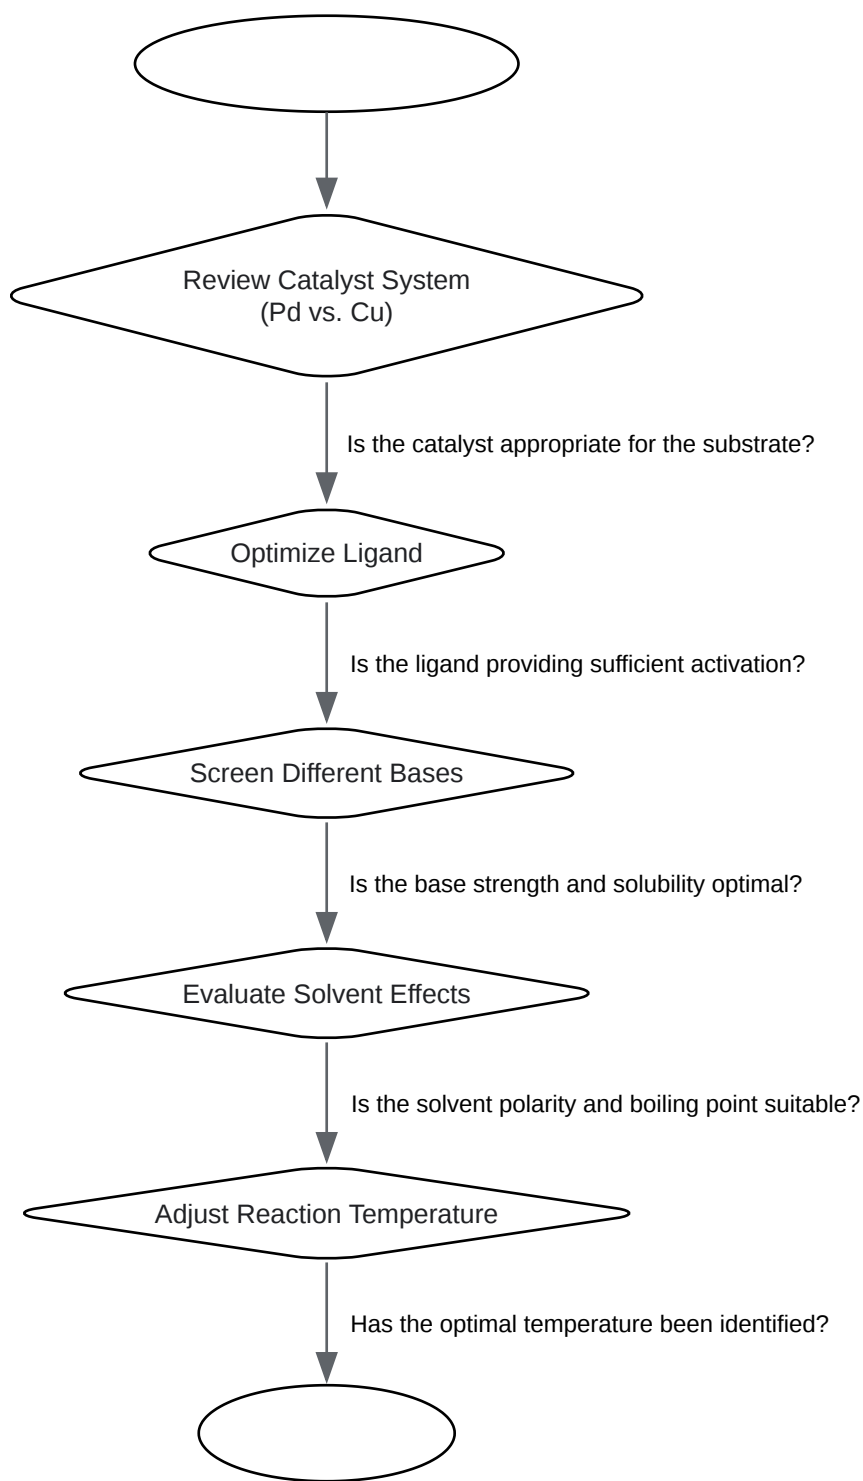 Review Catalyst System
(Pd vs. Cu)
Is the catalyst appropriate for the substrate?
Optimize Ligand
Is the ligand providing sufficient activation?
Screen Different Bases
Is the base strength and solubility optimal?
Evaluate Solvent Effects
Is the solvent polarity and boiling point suitable?
Adjust Reaction Temperature
Has the optimal temperature been identified?